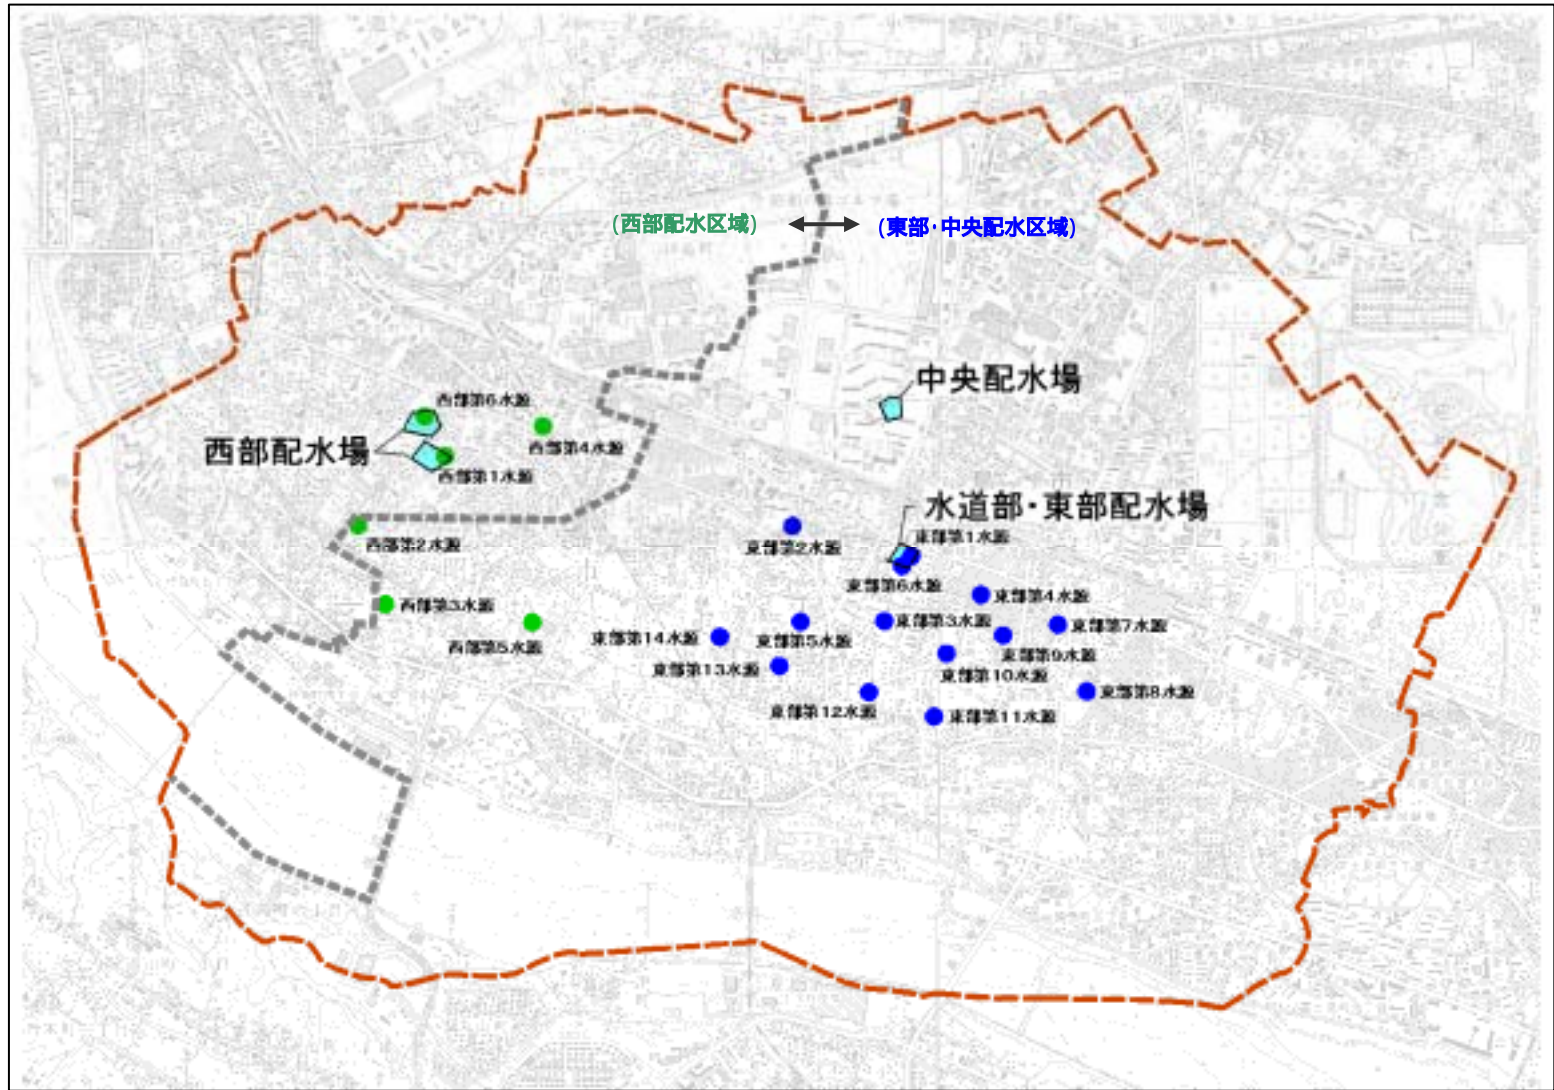 (西部配水区域)
(東部･中央配水区域)
中央配水場
西部第6水源
西部第4水源
西部配水場
西部第1水源
水道部･東部配水場
西部第2水源
東部第2水源
東部第1水源
東部第6水源
西部第3水源
東部第4水源
西部第5水源
東部第14水源
東部第5水源
東部第3水源
東部第7水源
東部第9水源
東部第13水源
東部第10水源
東部第8水源
東部第12水源
東部第11水源